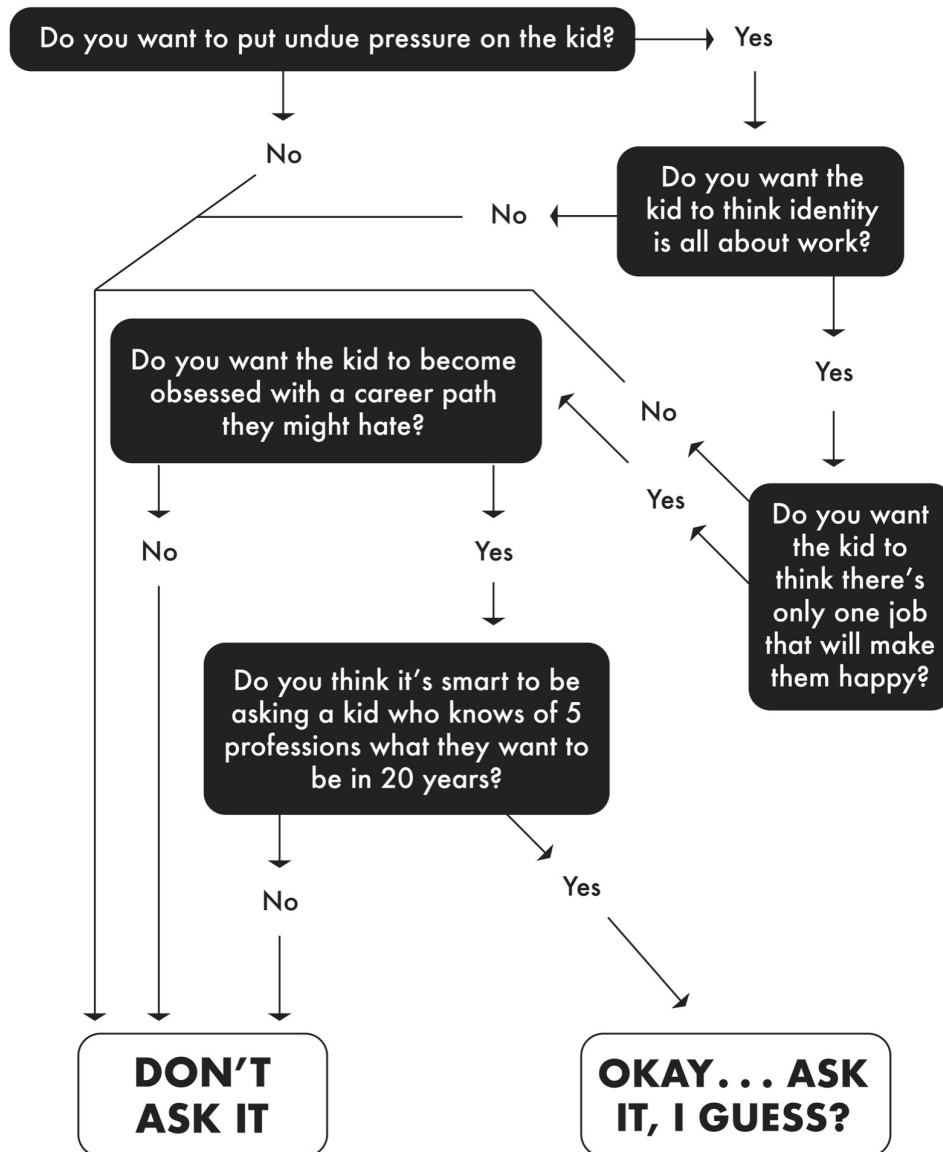 Do you want to put undue pressure on the kid?
Yes
No
Do you want the
kid to think identity
is all about work?
No
Yes
Do you want the kid to become
obsessed with a career path
they might hate?
No
Yes
Do you want
the kid to
think there's
only one job
that will make
them happy?
No
Yes
Do you think it's smart to be
asking a kid who knows of 5
professions what they want to
be in 20 years?
No
Yes
DON'T
ASK IT
OKAY... ASK
IT, I GUESS?